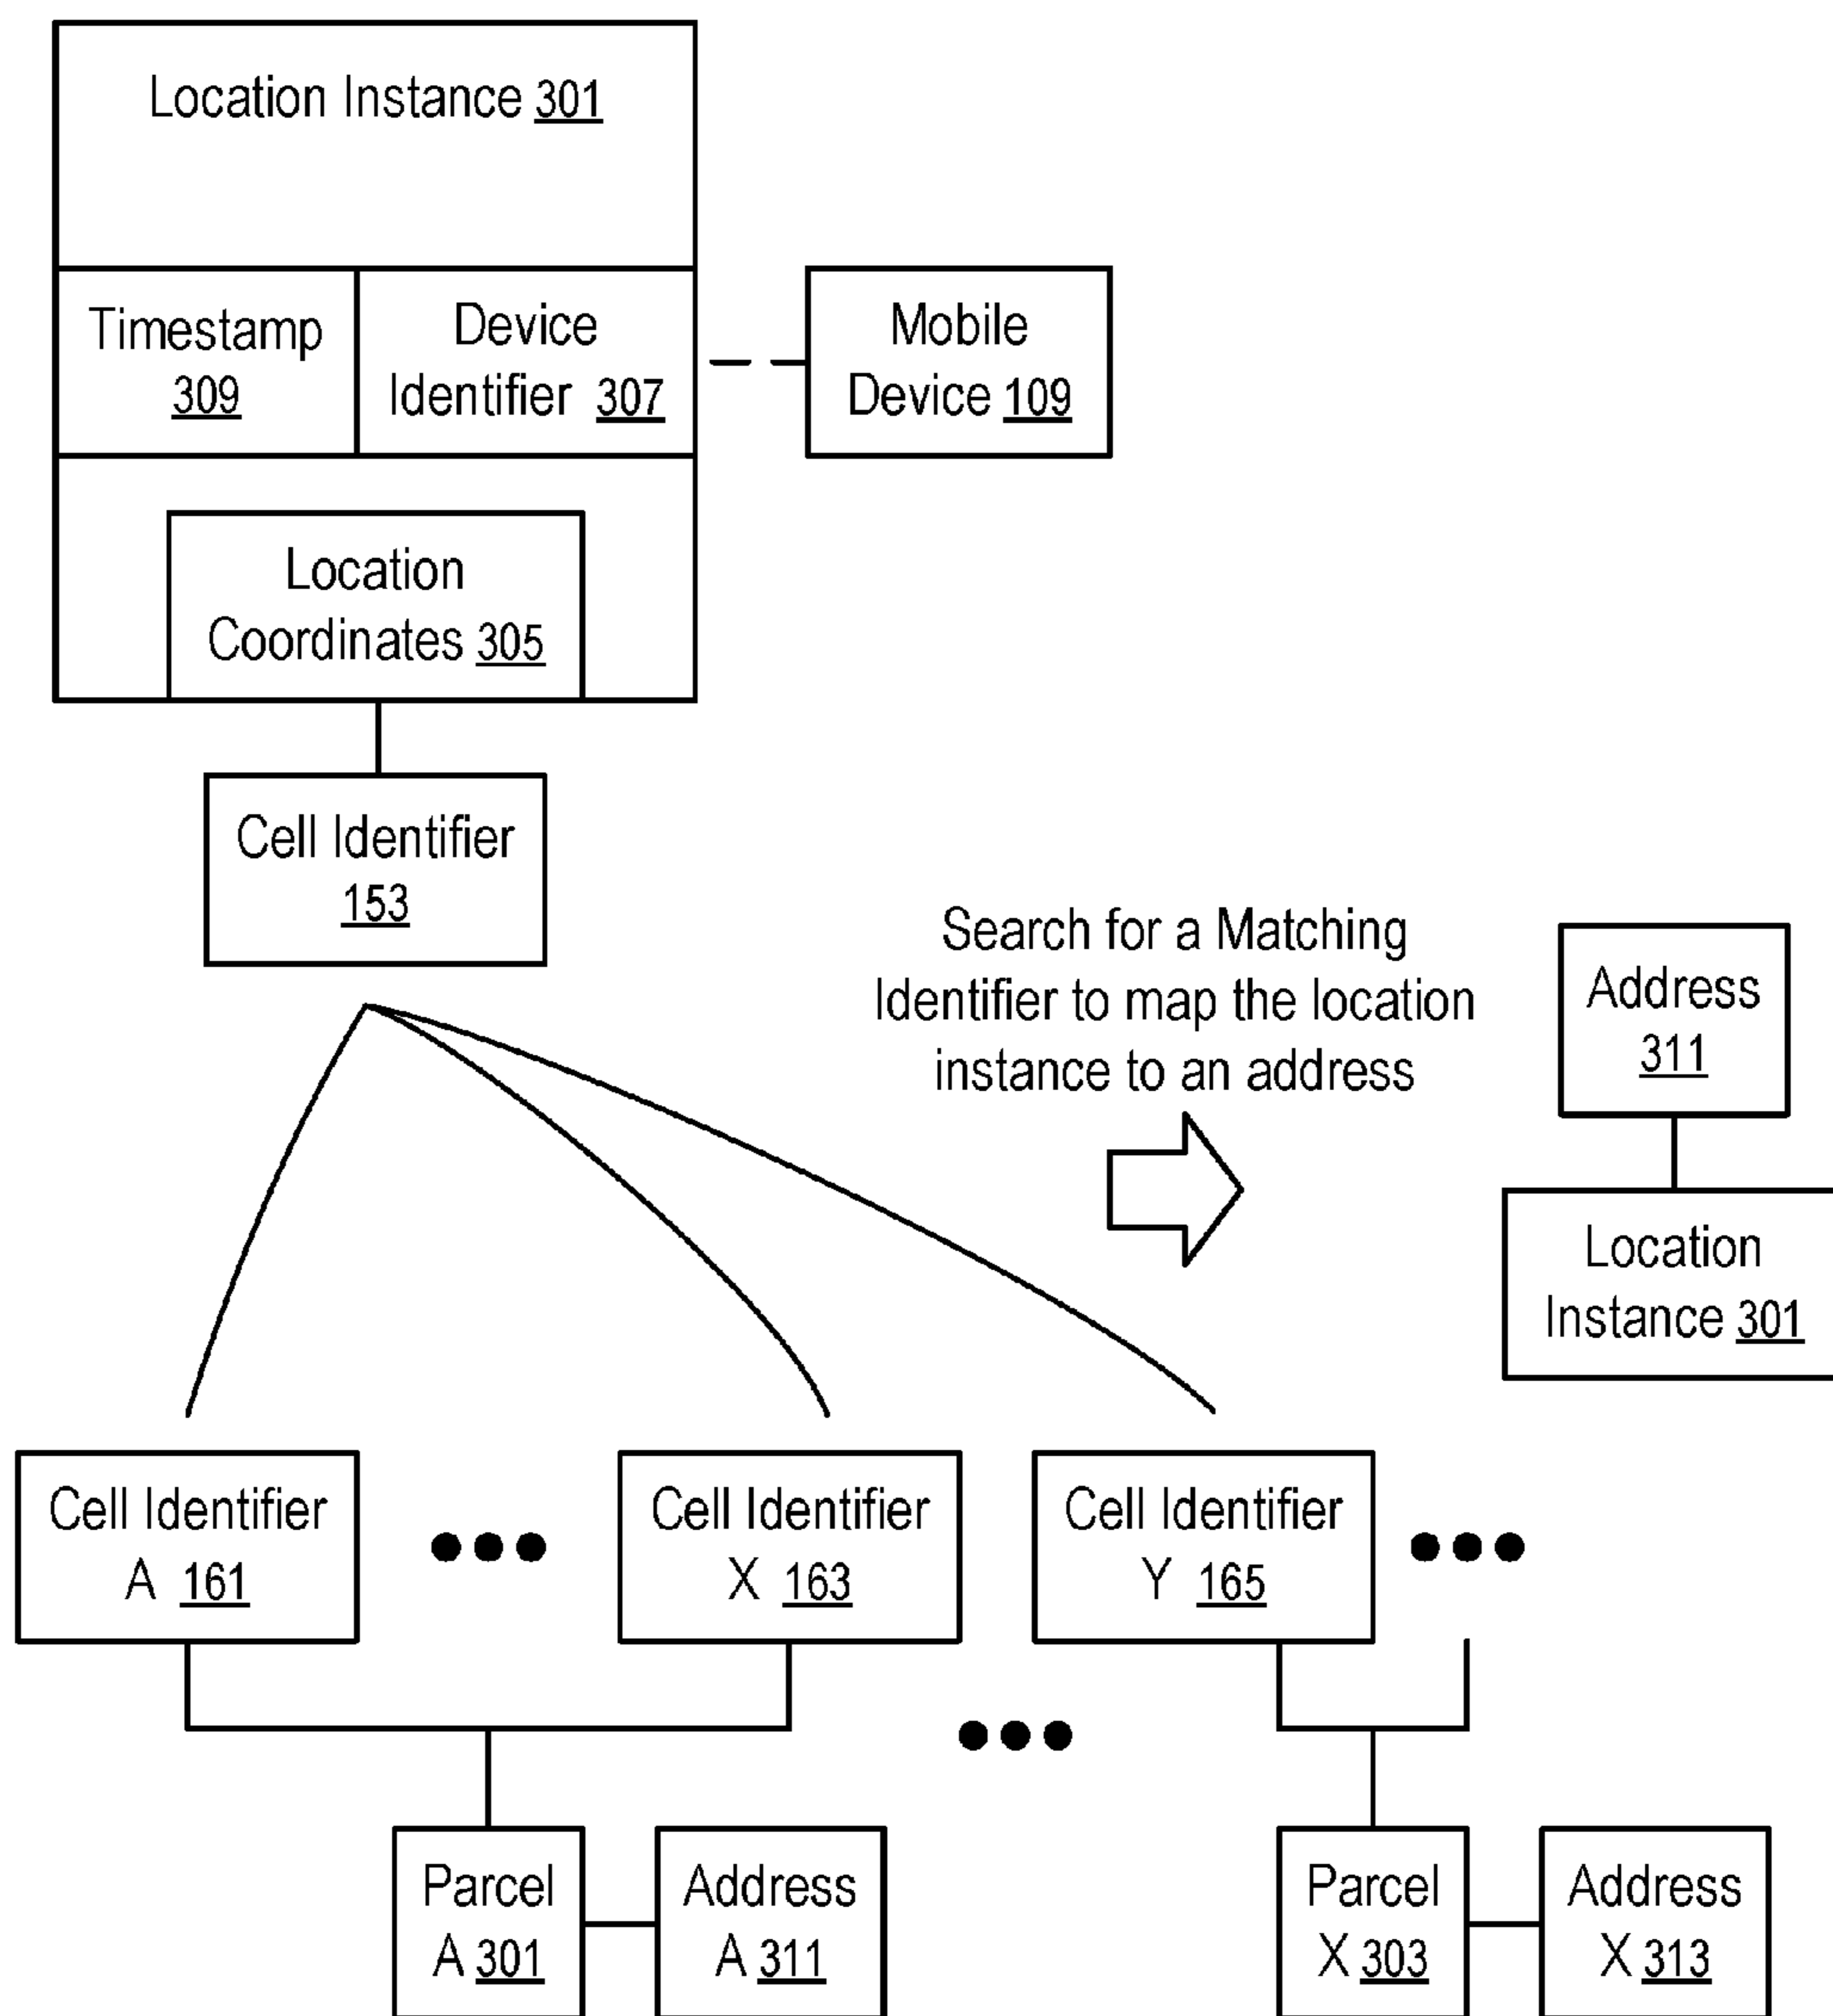 Location Instance 301
Timestamp
309
Device
Identifier 307
Mobile
Device 109
Location
Coordinates 305
Cell Identifier
153
Search for a Matching
Identifier to map the location
instance to an address
Address
311
Location
Instance 301
Cell Identifier
A 161
Cell Identifier
X 163
Cell Identifier
Y 165
Parcel
A 301
Address
A 311
Parcel
X 303
Address
X 313